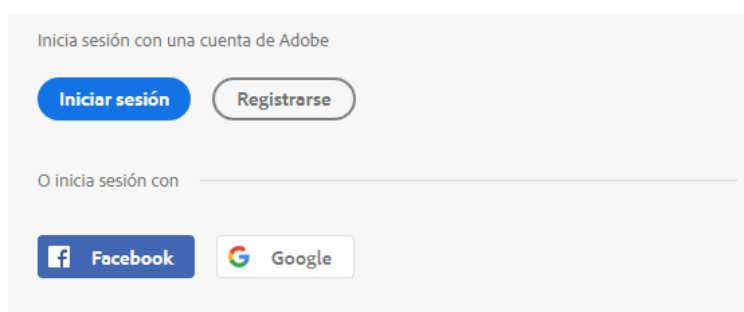 Inicia sesión con una cuenta de Adobe
Iniciar sesión Registrarse
O inicia sesión con
Facebook Google